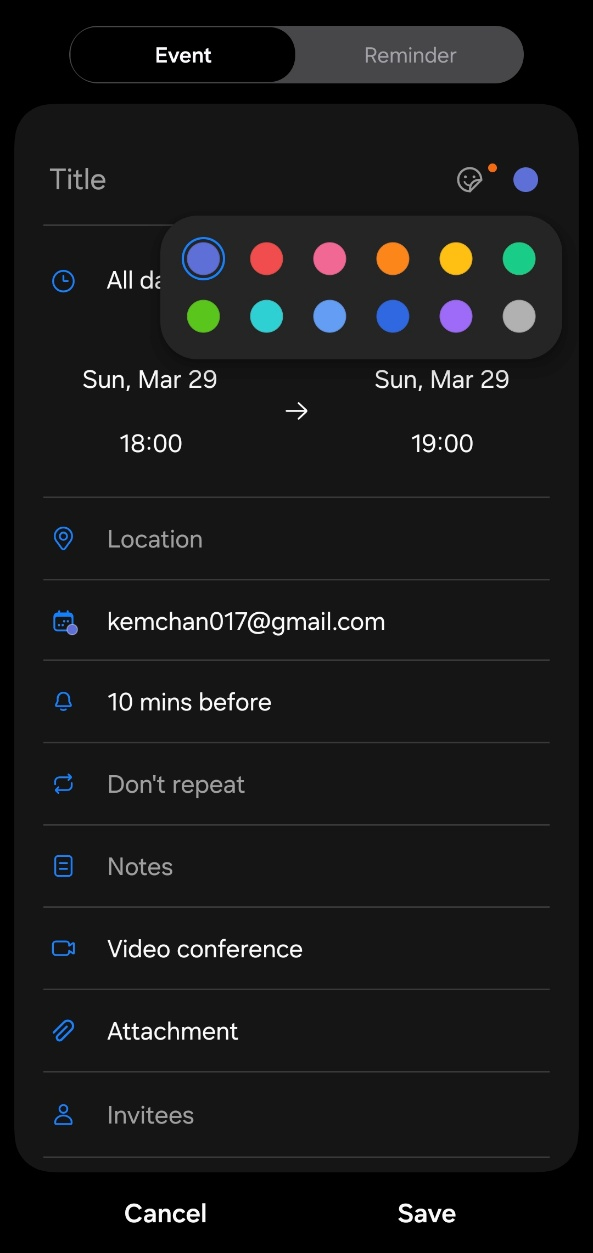 Event
Reminder
Title
All da
Sun, Mar 29
Sun, Mar 29
18:00
19:00
Location
kemchan017@gmail.com
10 mins before
Don't repeat
Notes
Video conference
Attachment
Invitees
Cancel
Save